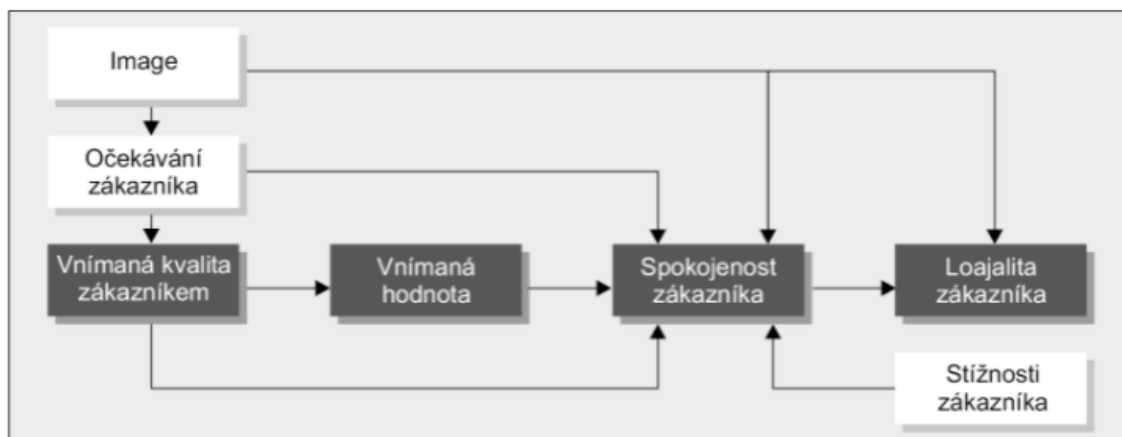 Image
Očekávání
zákazníka
Vnímaná kvalita
zákazníkem
Vnímaná
hodnota
Spokojenost
zákazníka
Loajalita
zákazníka
Stížnosti
zákazníka